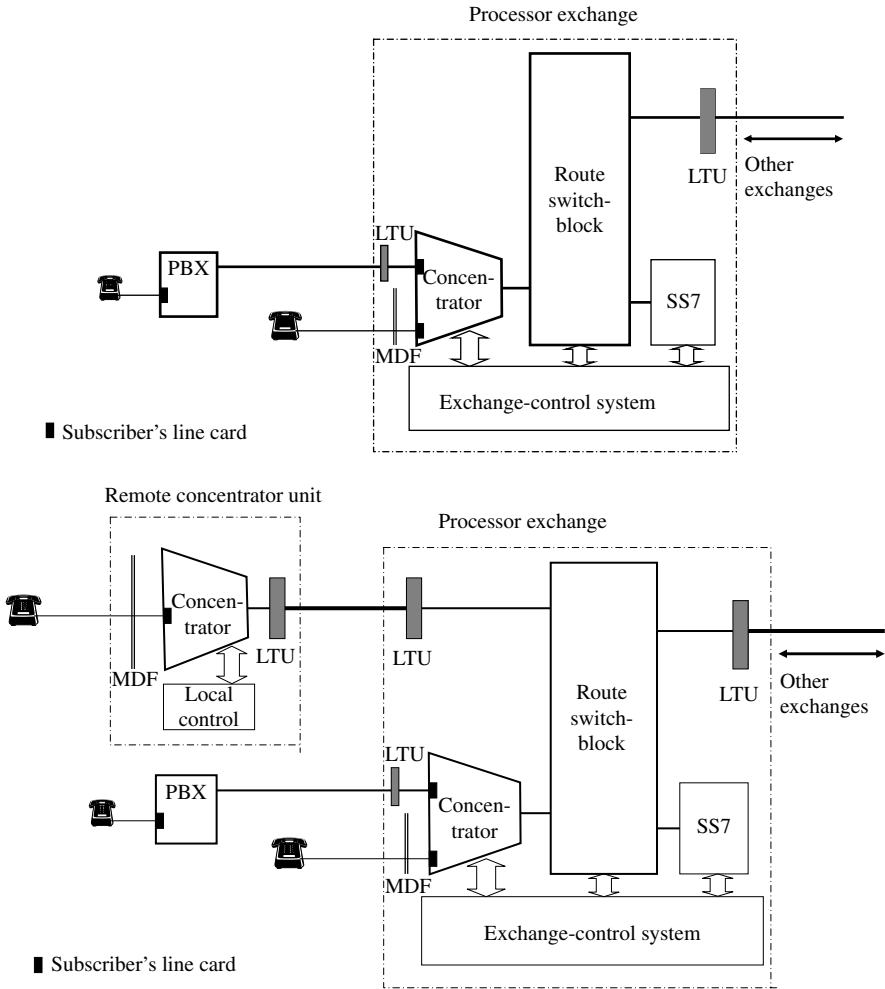 Processor exchange
LTU
Other
exchanges
Route
switch-
block
LTU
PBX
Concen-
trator
SS7
MDF
Exchange-control system
Subscriber's line card
Remote concentrator unit
Processor exchange
Concen-
trator
LTU
LTU
MDF
Local
control
LTU
Other
exchanges
Route
switch-
block
LTU
PBX
Concen-
trator
SS7
MDF
Exchange-control system
Subscriber's line card